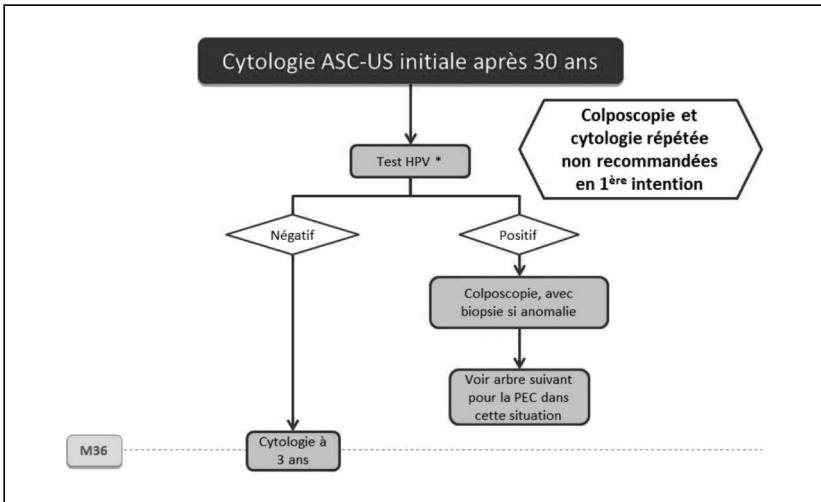 Cytologie ASC-US initiale après 30 ans
Colposcopie et
cytologie répétée
non recommandées
en 1ère intention
Test HPV *
Négatif
Positif
Colposcopie, avec
biopsie si anomalie
Voir arbre suivant
pour la PEC dans
cette situation
M36
Cytologie à
3 ans